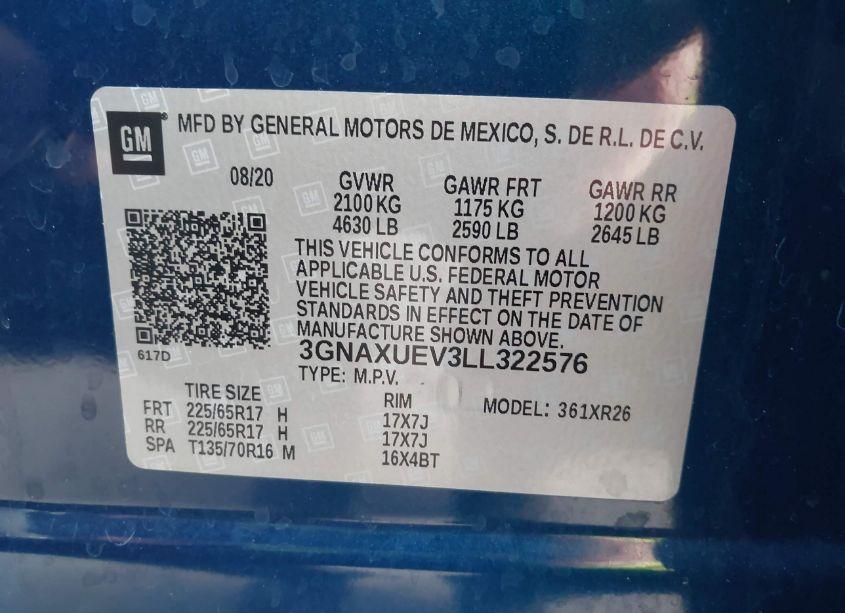 GM ® MFD BY GENERAL MOTORS DE MEXICO, S. DE R.L. DE C.V.
08/20 GVWR GAWR FRT GAWR RR
2100 KG 1175 KG 1200 KG
4630 LB 2590 LB 2645 LB
THIS VEHICLE CONFORMS TO ALL
APPLICABLE U.S. FEDERAL MOTOR
VEHICLE SAFETY AND THEFT PREVENTION
STANDARDS IN EFFECT ON THE DATE OF
MANUFACTURE SHOWN ABOVE.
617D
3GNAXUEV3LL322576
TYPE: M.P.V.
TIRE SIZE RIM MODEL: 361XR26
FRT 225/65R17 H 17X7J
RR 225/65R17 H 17X7J
SPA T135/70R16 M 16X4BT